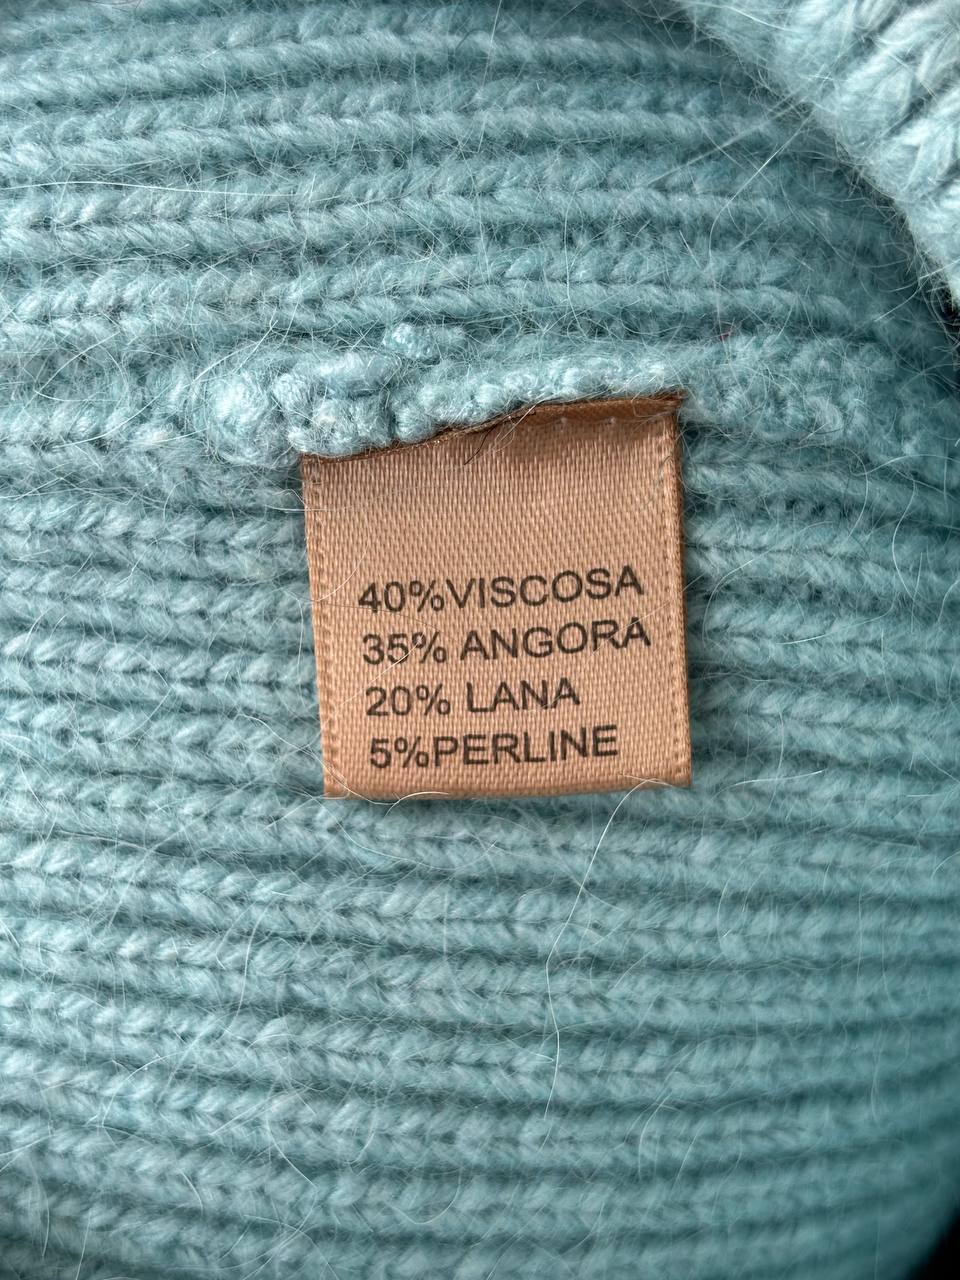 40%VISCOSA
35% ANGORA
20% LANA
5%PERLINE